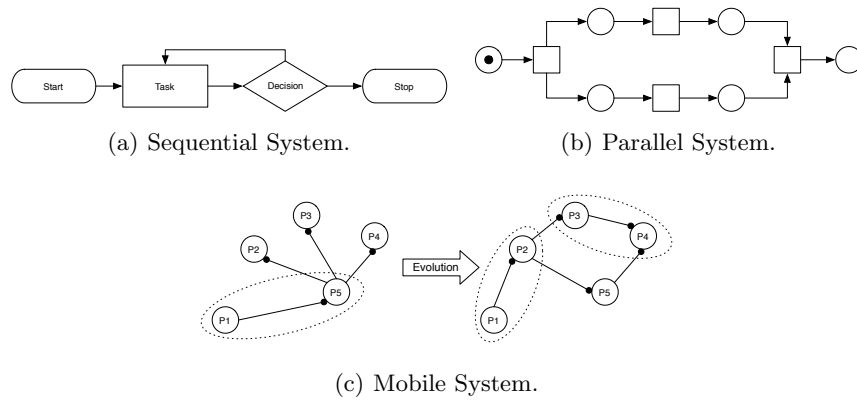 Start
Task
Decision
Stop
(a) Sequential System.
(b) Parallel System.
P3
P2
P4
P5
P1
Evolution
P3
P2
P4
P5
P1
(c) Mobile System.